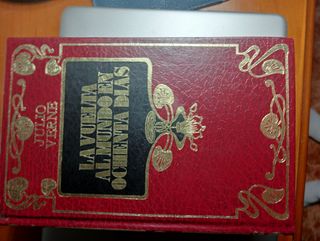 JULIO
VERNE
LA VUELTA
AL MUNDO EN
OCHENTA DIAS